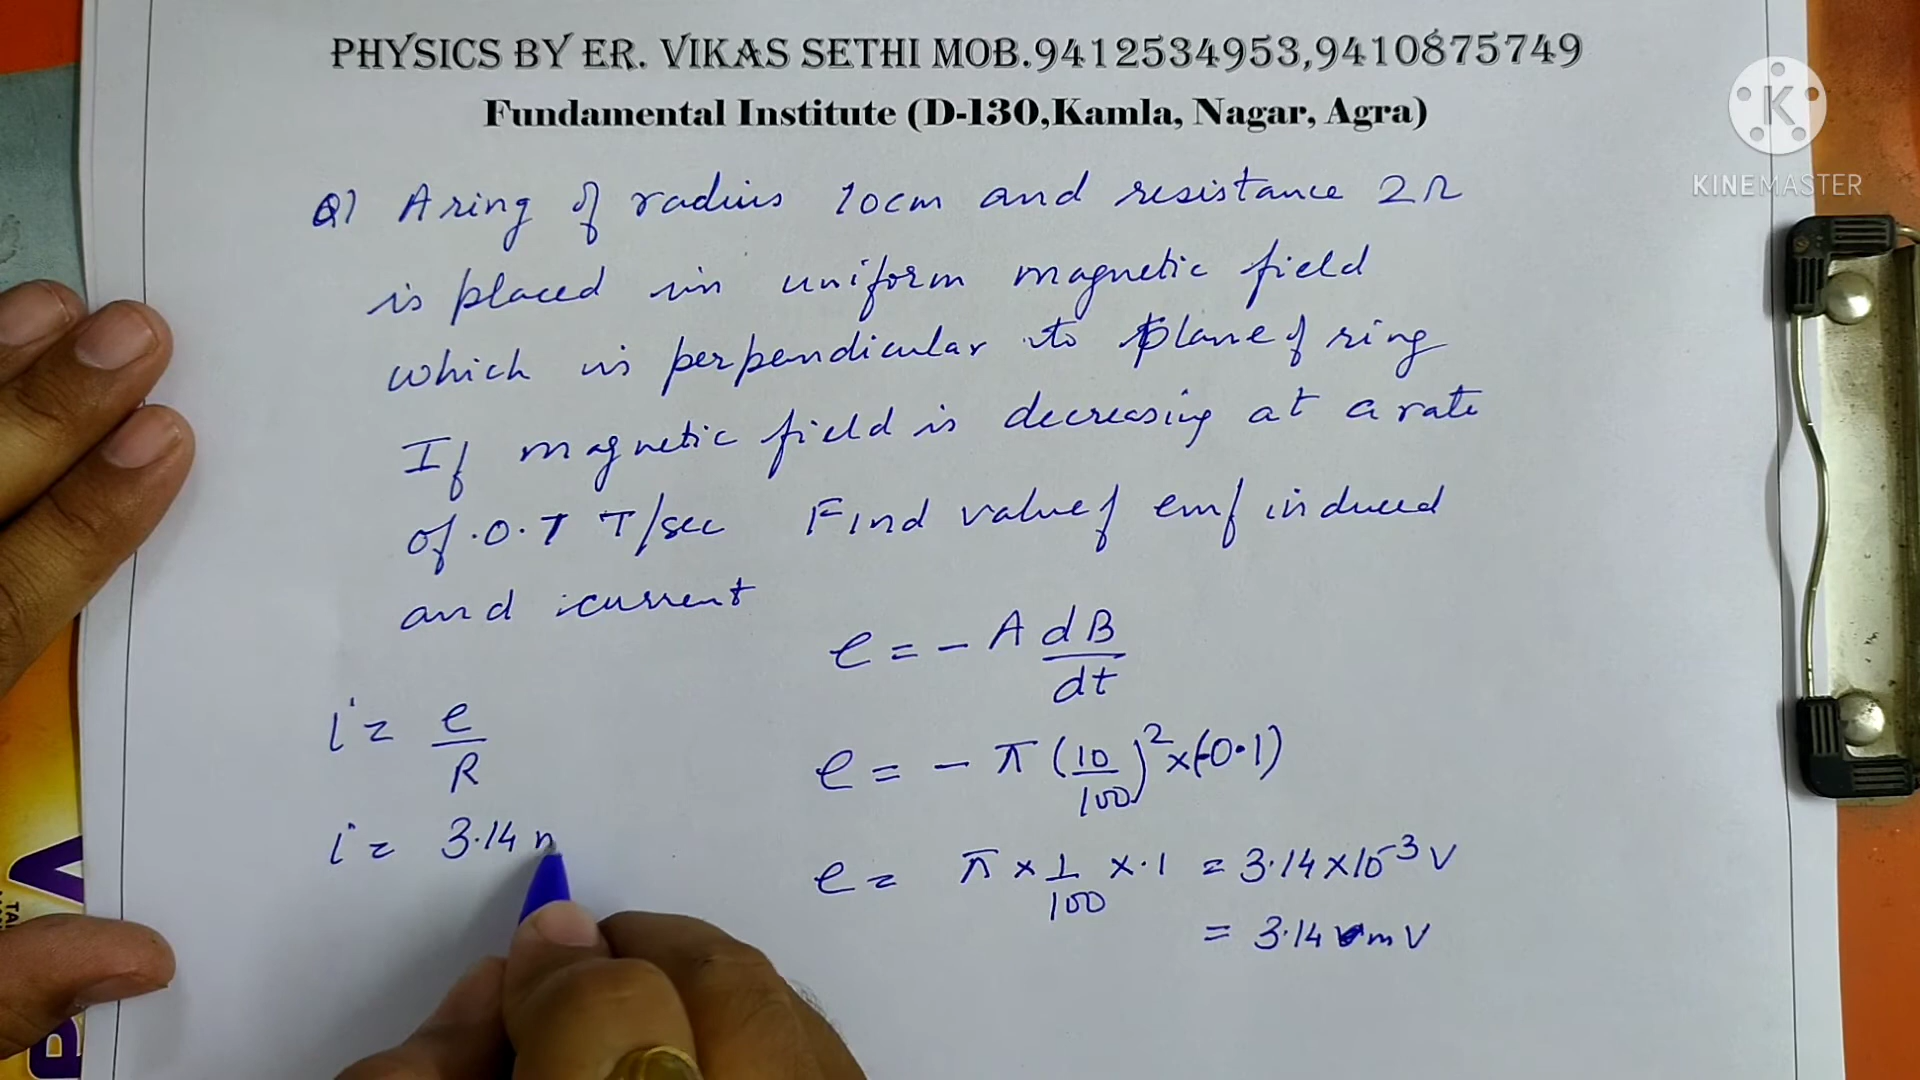 PHYSICS BY ER. VIKAS SETHI MOB.9412534953,9410875749
Fundamental Institute (D-130,Kamla, Nagar, Agra)
K
KINEMASTER
Q) A ring of radius 10cm and resistance 2Ω
is placed in uniform magnetic field
which is perpendicular to plane of ring
If magnetic field is decreasing at a rate
of 0.1 T/sec Find value of emf induced
and current
e = - A dB/dt
i = e/R
e = - π (10/100)² × (-0.1)
i = 3.14 m
e = π × 1/100 × .1 = 3.14 × 10⁻³ V
= 3.14 mV